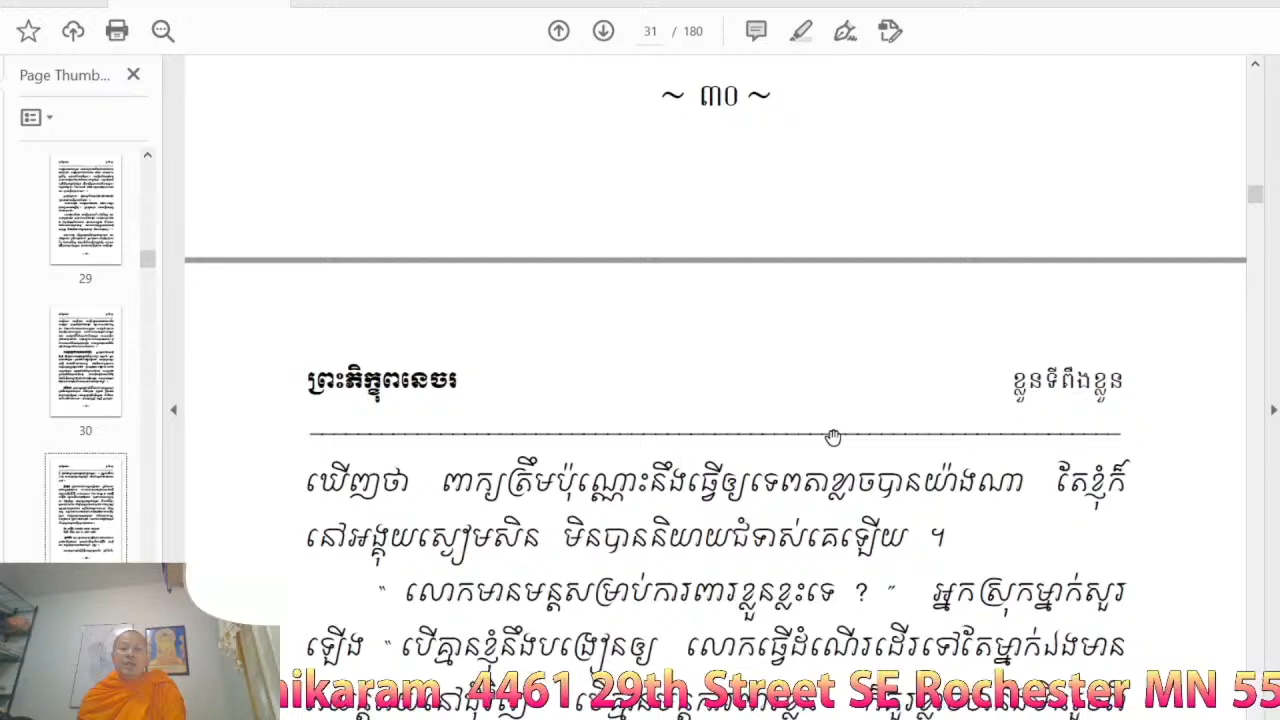 31 / 180
Page Thumb...
~ ៣០ ~
29
30
ព្រះភិក្ខុពនេចរ
ខ្លួនទីពឹងខ្លួន
ឃើញថា ពាក្យត្រឹមប៉ុណ្ណោះនឹងធ្វើឲ្យទេពតាខ្លាចបានយ៉ាងណា តែខ្ញុំក៏
នៅអង្គុយស្ងៀមសិន មិនបាននិយាយជំទាស់គេឡើយ ។
" លោកមានមន្តសម្រាប់ការពារខ្លួនខ្លះទេ ? " អ្នកស្រុកម្នាក់សួរ
ឡើង " បើគ្មានខ្ញុំនឹងបង្រៀនឲ្យ លោកធ្វើដំណើរដើរទៅតែម្នាក់ឯងមាន
nikaram 4461 29th Street SE Rochester MN 55